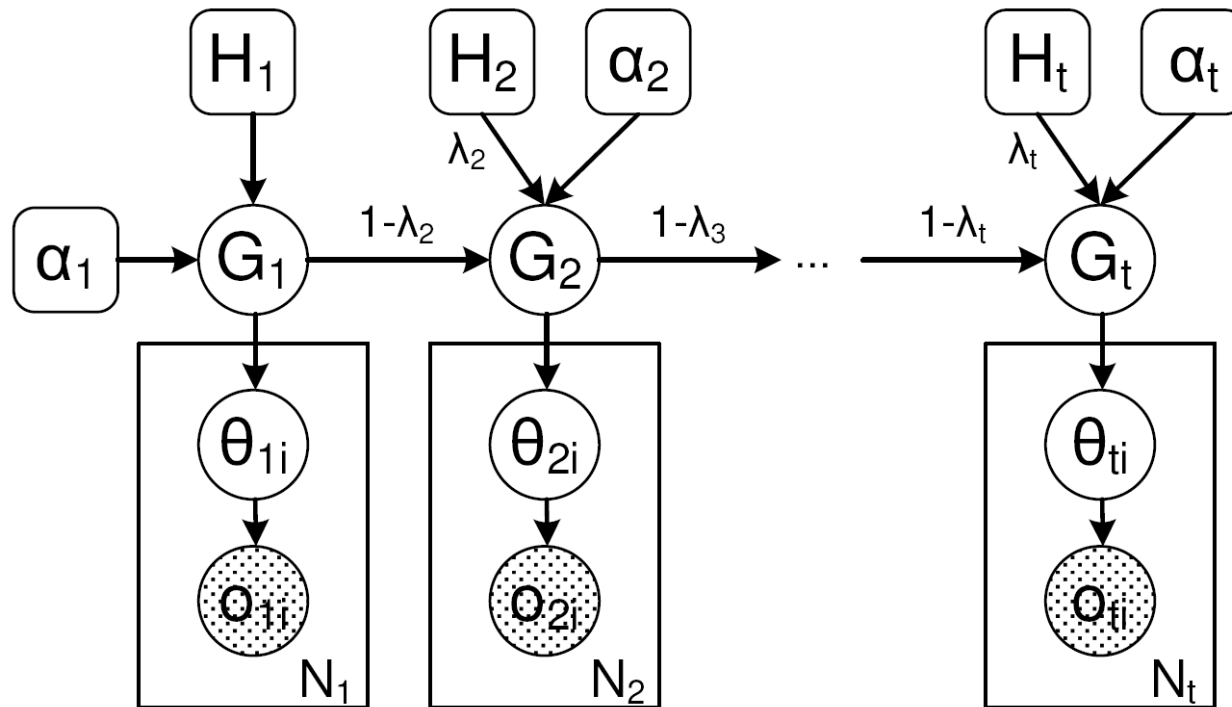 H₁ H₂ α₂ Hₜ αₜ
λ₂ λₜ
α₁ G₁ 1-λ₂ G₂ 1-λ₃ ... 1-λₜ Gₜ
θ₁ᵢ θ₂ᵢ θₜᵢ
o₁ᵢ o₂ᵢ oₜᵢ
N₁ N₂ Nₜ